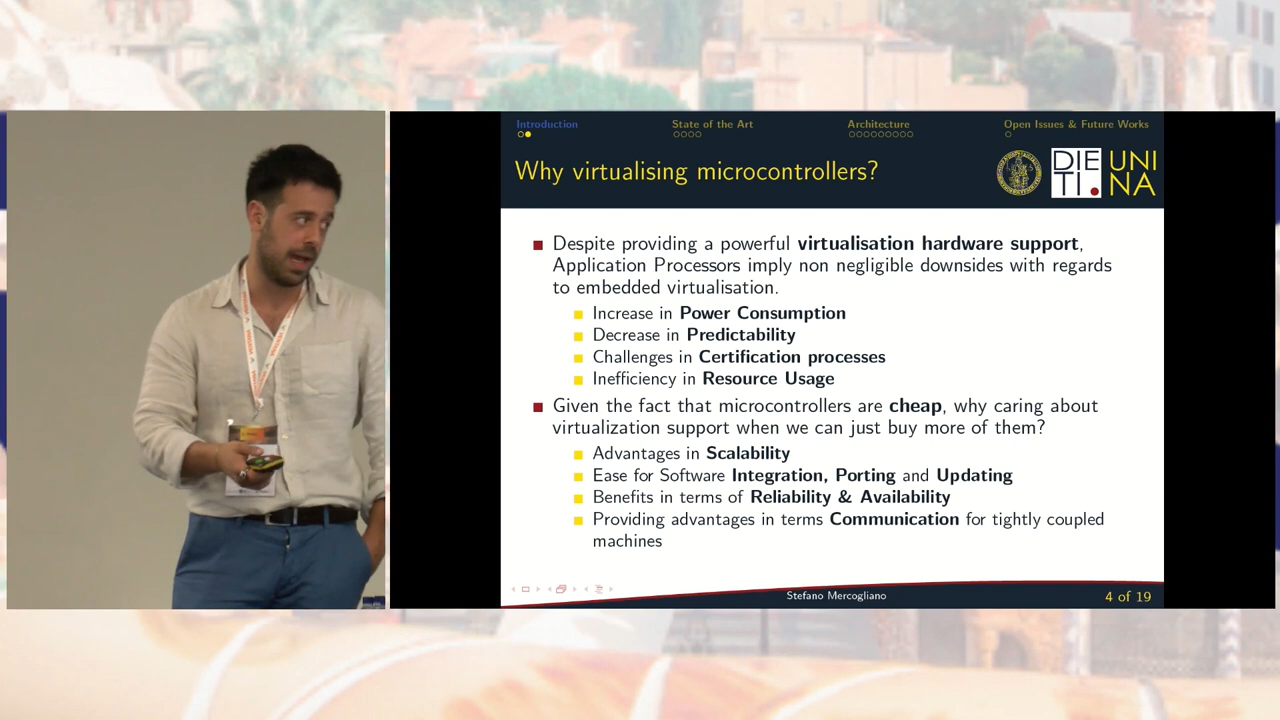 Introduction
State of the Art
Architecture
Open Issues & Future Works
Why virtualising microcontrollers?
DIE
TI.
UNI
NA
Despite providing a powerful virtualisation hardware support,
Application Processors imply non negligible downsides with regards
to embedded virtualisation.
Increase in Power Consumption
Decrease in Predictability
Challenges in Certification processes
Inefficiency in Resource Usage
Given the fact that microcontrollers are cheap, why caring about
virtualization support when we can just buy more of them?
Advantages in Scalability
Ease for Software Integration, Porting and Updating
Benefits in terms of Reliability & Availability
Providing advantages in terms Communication for tightly coupled
machines
Stefano Mercogliano
4 of 19